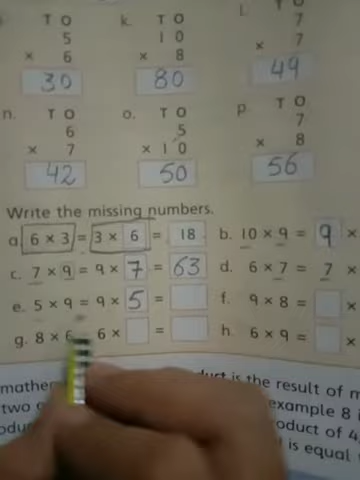 T O k. T O l. T O
5 1 0 7
× 6 × 8 × 7
30 80 49
n. T O o. T O p. T O
6 5 7
× 7 × 1 0 × 8
42 50 56
Write the missing numbers.
a. 6 × 3 = 3 × 6 = 18 b. 10 × 9 = 9 ×
c. 7 × 9 = 9 × 7 = 63 d. 6 × 7 = 7 ×
e. 5 × 9 = 9 × 5 = f. 9 × 8 = ×
g. 8 × 6 6 × = h. 6 × 9 = ×
is the result of
two example 8
of 4
is equal